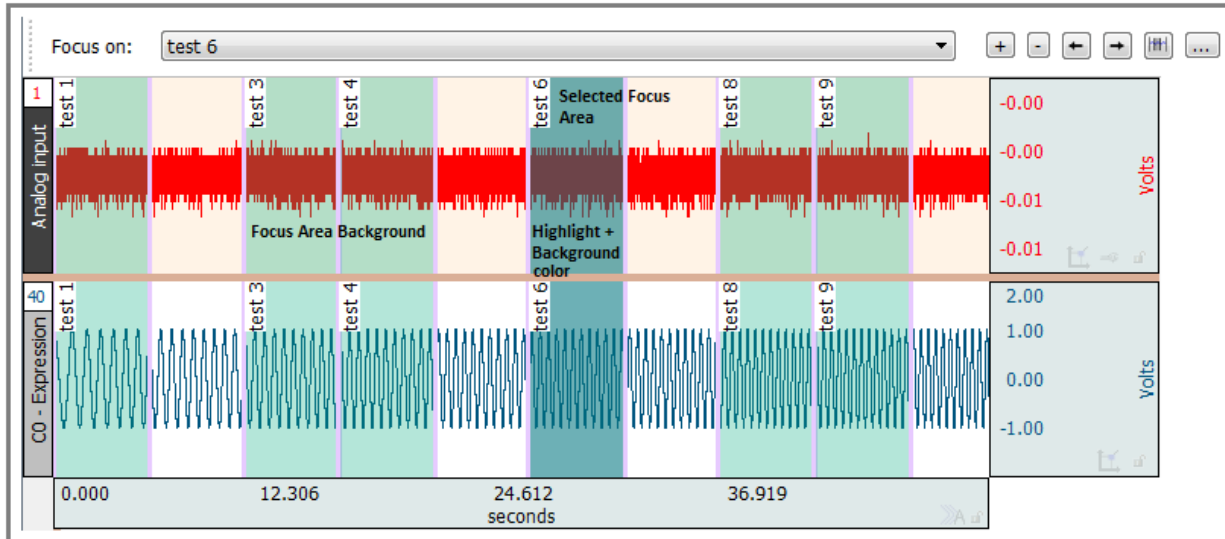 Focus on:
test 6
+
-
...
1
Analog input
test 1
test 3
test 4
test 6
Selected Focus
Area
test 8
test 9
Focus Area Background
Highlight +
Background
color
-0.00
-0.00
-0.01
-0.01
Volts
40
C0 - Expression
test 1
test 3
test 4
test 6
test 8
test 9
2.00
1.00
0.00
-1.00
Volts
0.000
12.306
24.612
36.919
seconds
A